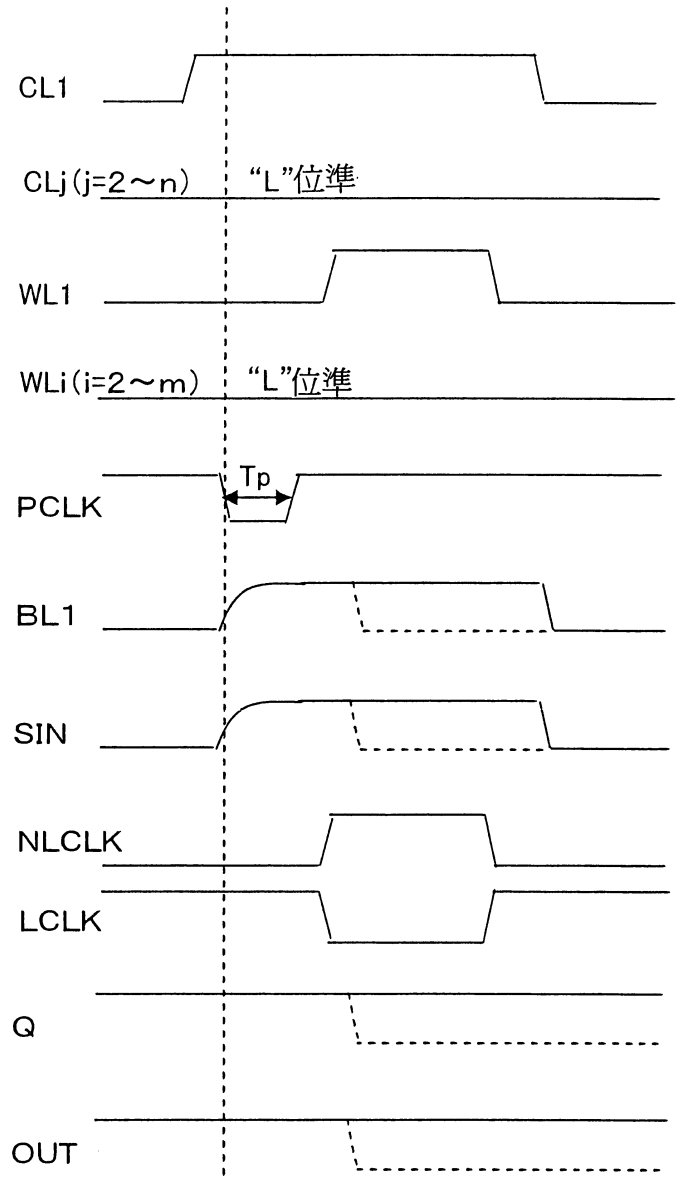 CL1
CLj(j=2～n) “L”位準
WL1
WLi(i=2～m) “L”位準
Tp
PCLK
BL1
SIN
NLCLK
LCLK
Q
OUT